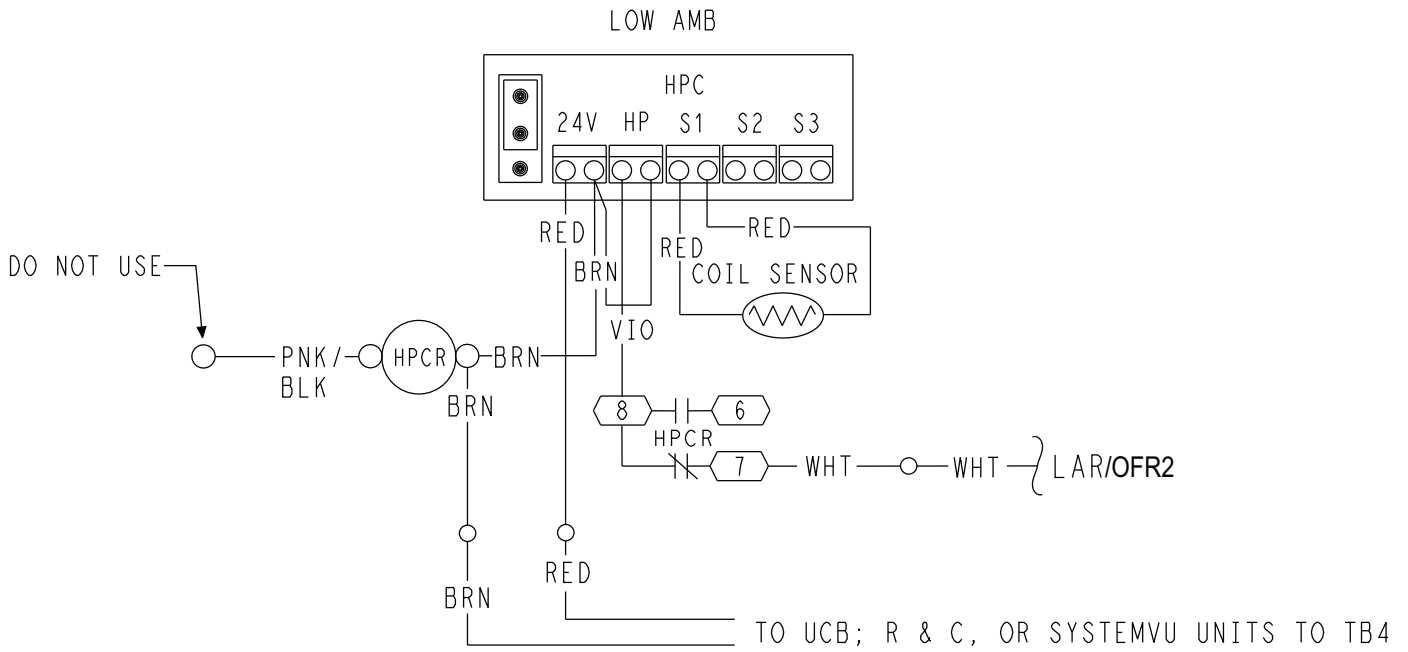 LOW AMB
HPC
24V HP S1 S2 S3
RED
RED
RED
BRN
COIL SENSOR
DO NOT USE
VIO
PNK/
BLK
HPCR
BRN
BRN
8
6
HPCR
7
WHT
WHT
LAR/OFR2
RED
BRN
TO UCB; R & C, OR SYSTEMVU UNITS TO TB4